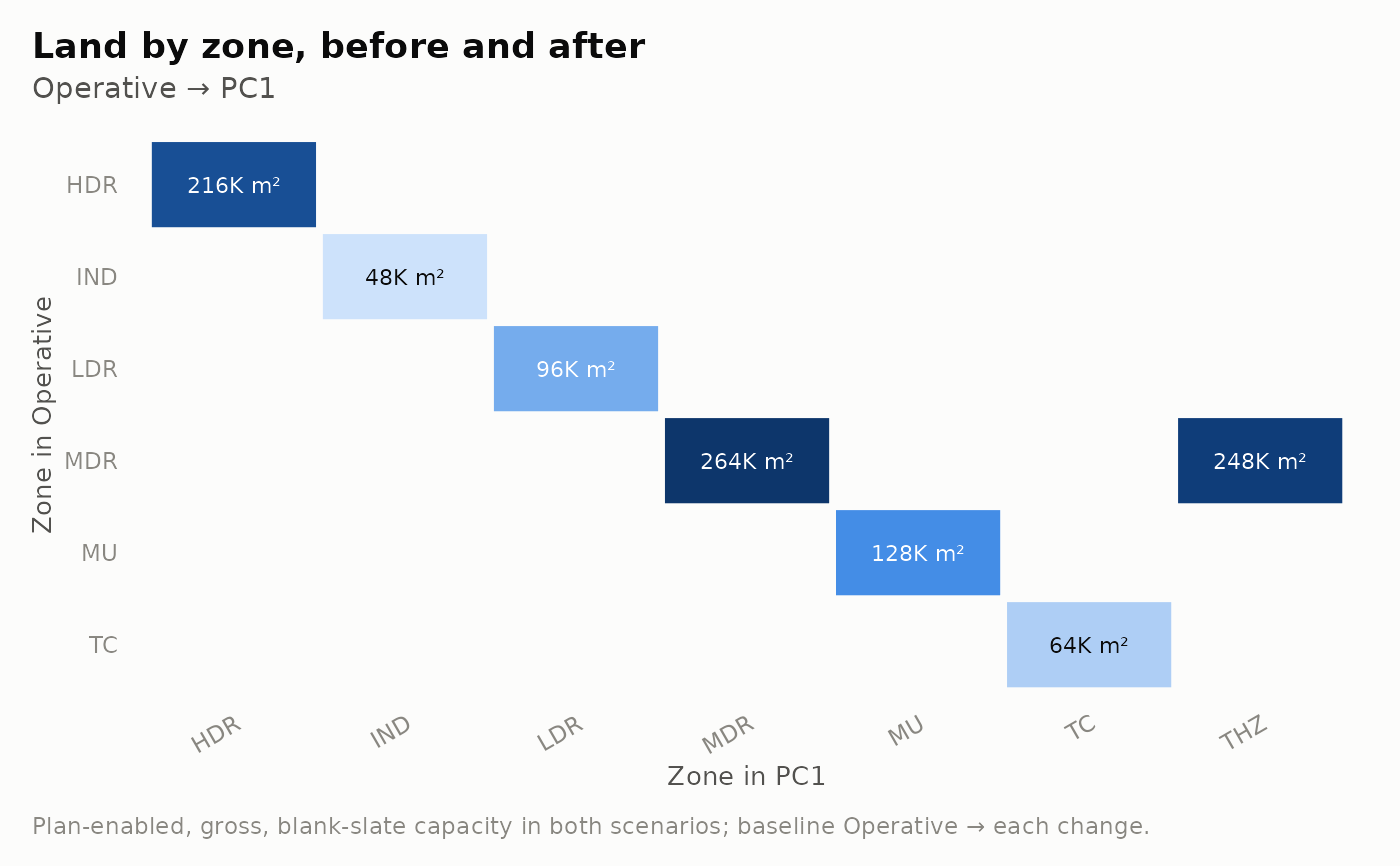 Land by zone, before and after
Operative → PC1
Zone in Operative
HDR
216K m²
IND
48K m²
LDR
96K m²
MDR
264K m²
248K m²
MU
128K m²
TC
64K m²
HDR
IND
LDR
MDR
MU
TC
THZ
Zone in PC1
Plan-enabled, gross, blank-slate capacity in both scenarios; baseline Operative → each change.